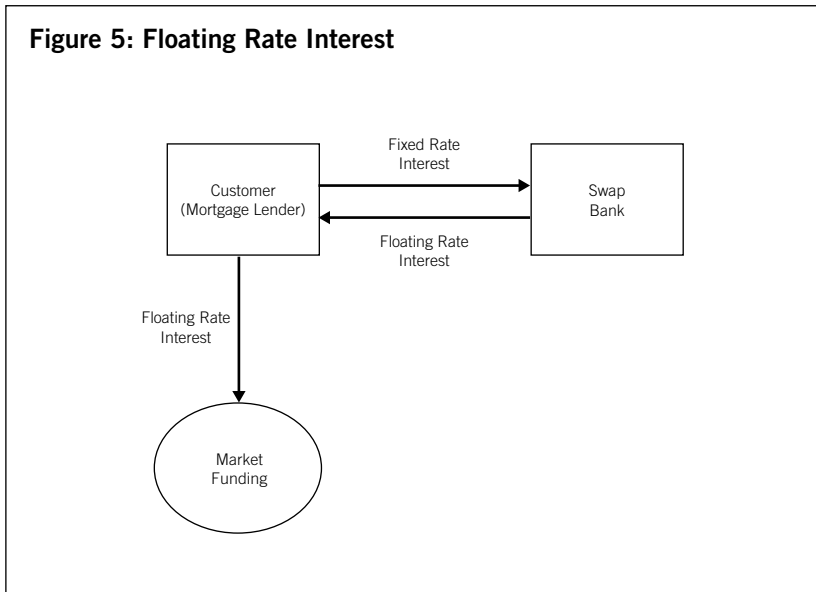 Figure 5: Floating Rate Interest
Fixed Rate
Interest
Customer
(Mortgage Lender)
Swap
Bank
Floating Rate
Interest
Floating Rate
Interest
Market
Funding